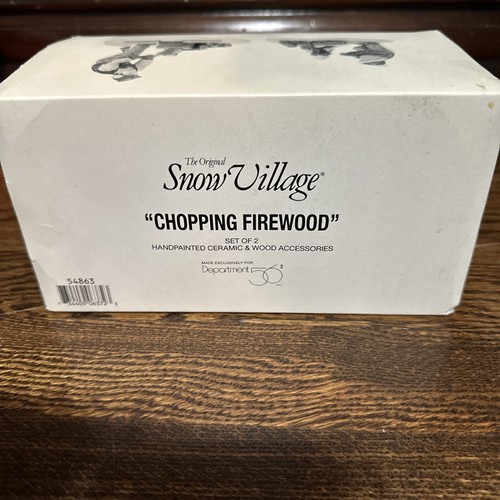 The Original
Snow Village®
"CHOPPING FIREWOOD"
SET OF 2
HANDPAINTED CERAMIC & WOOD ACCESSORIES
MADE EXCLUSIVELY FOR
Department 56®
54863